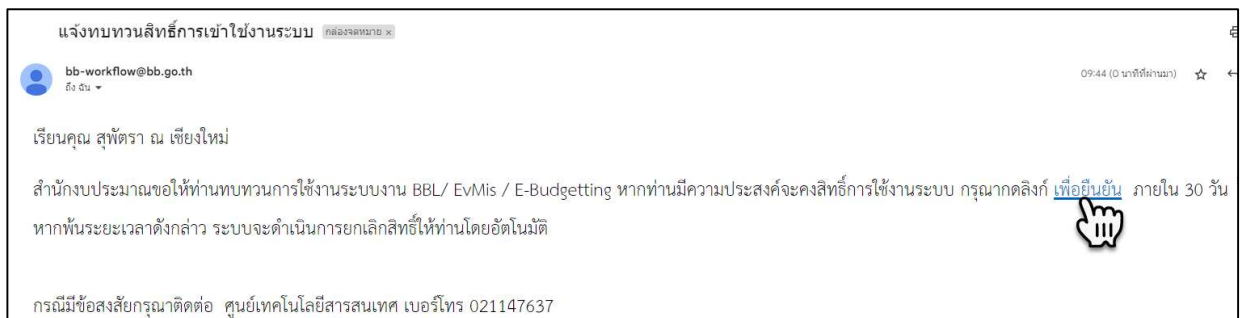 แจ้งทบทวนสิทธิ์การเข้าใช้งานระบบ กล่องจดหมาย ×
bb-workflow@bb.go.th
09:44 (0 นาทีที่ผ่านมา)
ถึง ฉัน
เรียนคุณ สุพัตรา ณ เชียงใหม่
สำนักงบประมาณขอให้ท่านทบทวนการใช้งานระบบงาน BBL/ EvMis / E-Budgetting หากท่านมีความประสงค์จะคงสิทธิ์การใช้งานระบบ กรุณากดลิงก์ เพื่อยืนยัน ภายใน 30 วัน
หากพ้นระยะเวลาดังกล่าว ระบบจะดำเนินการยกเลิกสิทธิ์ให้ท่านโดยอัตโนมัติ
กรณีมีข้อสงสัยกรุณาติดต่อ ศูนย์เทคโนโลยีสารสนเทศ เบอร์โทร 021147637